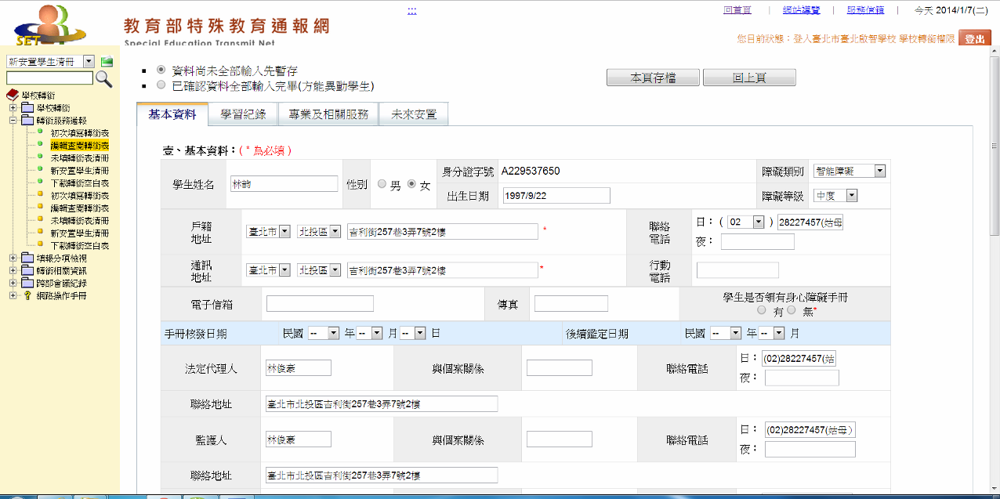 :::
回首頁 | 網站導覽 | 服務信箱 | 今天 2014/1/7(二)
SET
教育部特殊教育通報網
Special Education Transmit Net
您目前狀態：登入臺北市臺北啟智學校 學校轉銜權限 登出
新安置學生清冊
學校轉銜
學校轉銜
轉銜服務通報
初次填寫轉銜表
編輯查閱轉銜表
未填轉銜表清冊
新安置學生清冊
下載轉銜空白表
初次填寫轉銜表
編輯查閱轉銜表
未填轉銜表清冊
新安置學生清冊
下載轉銜空白表
填報分項檢視
轉銜相關資訊
跨部會議紀錄
網路操作手冊
資料尚未全部輸入先暫存
已確認資料全部輸入完畢(方能異動學生)
本頁存檔 回上頁
基本資料 學習紀錄 專業及相關服務 未來安置
壹、基本資料：( * 為必填 )
學生姓名 林韵 性別 男 女 身分證字號 A229537650 障礙類別 智能障礙
出生日期 1997/9/22 障礙等級 中度
戶籍地址 臺北市 北投區 吉利街257巷3弄7號2樓 * 聯絡電話 日：( 02 ) 28227457(姑母
夜：
通訊地址 臺北市 北投區 吉利街257巷3弄7號2樓 * 行動電話
電子信箱 傳真 學生是否領有身心障礙手冊
有 無*
手冊核發日期 民國 -- 年 -- 月 -- 日 後續鑑定日期 民國 -- 年 -- 月
法定代理人 林俊豪 與個案關係 聯絡電話 日：(02)28227457(姑
夜：
聯絡地址 臺北市北投區吉利街257巷3弄7號2樓
監護人 林俊豪 與個案關係 聯絡電話 日：(02)28227457(姑母)
夜：
聯絡地址 臺北市北投區吉利街257巷3弄7號2樓